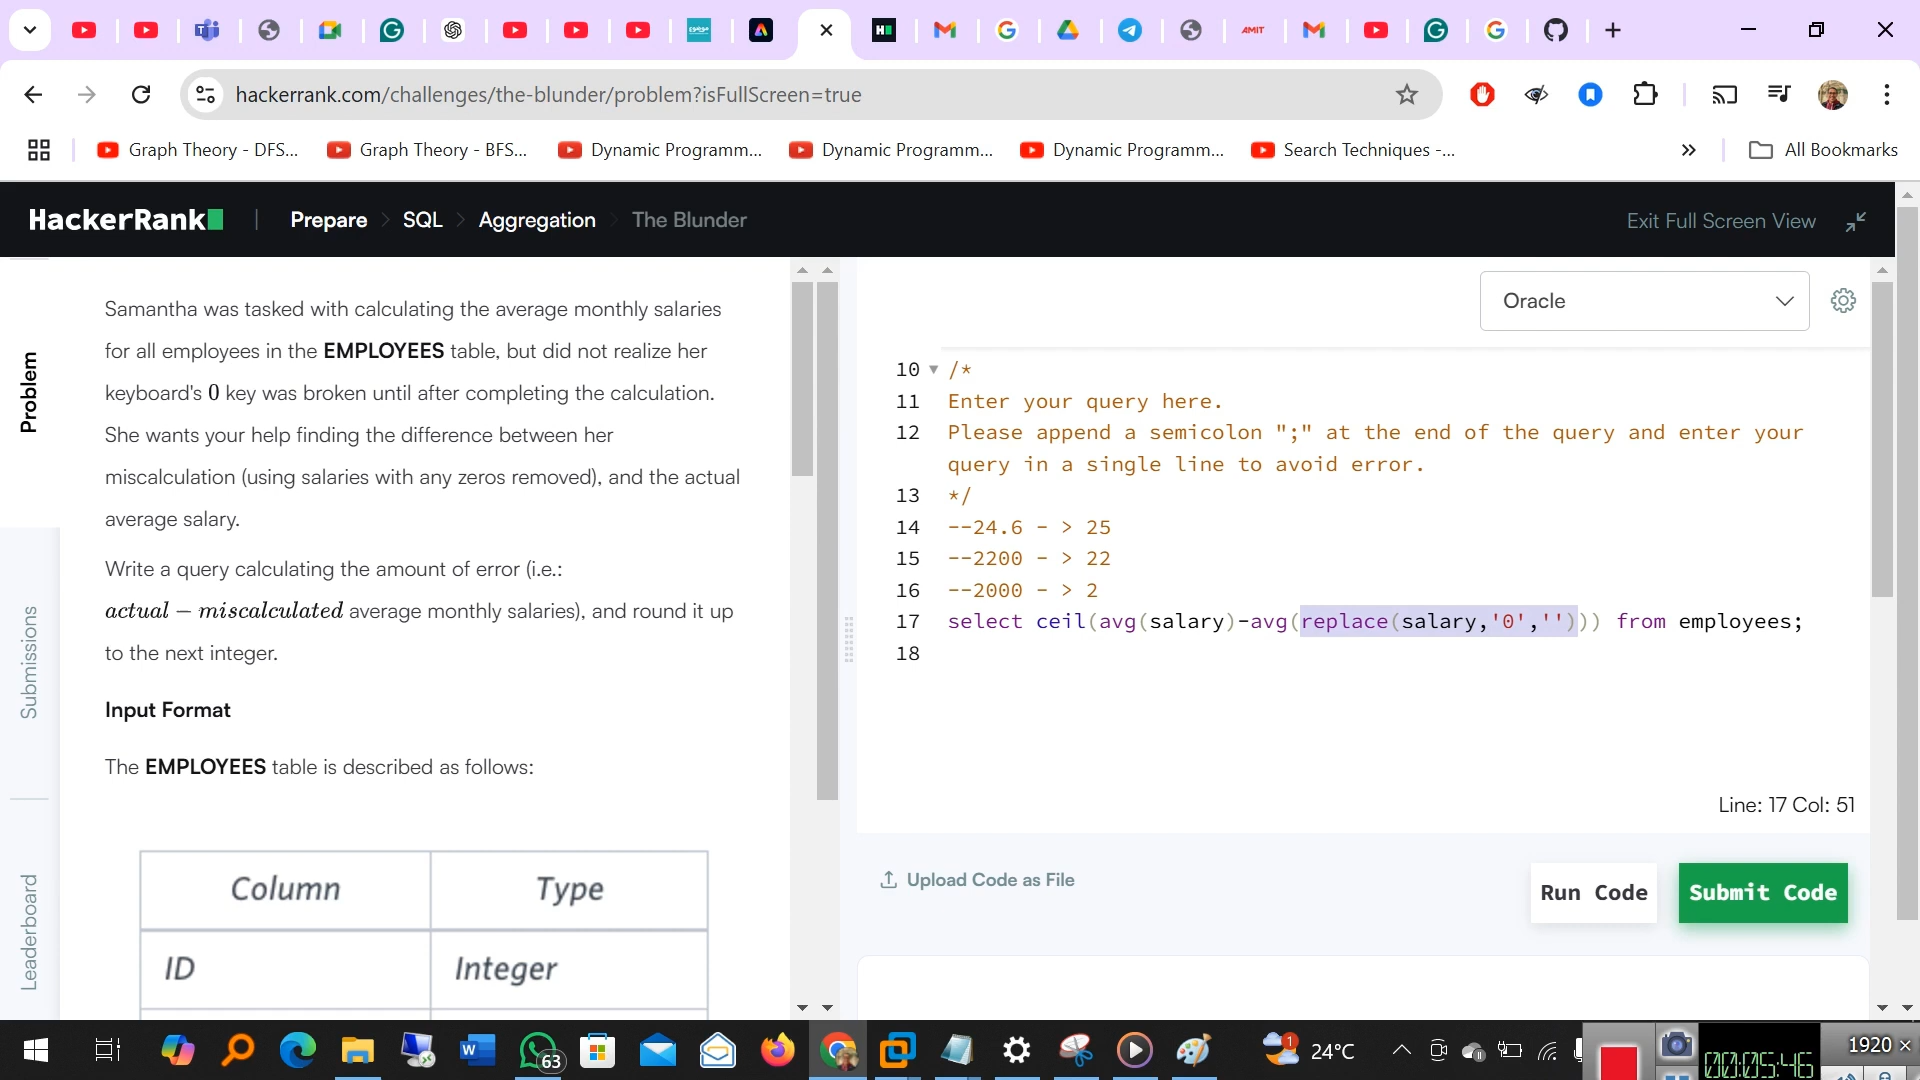 hackerrank.com/challenges/the-blunder/problem?isFullScreen=true
Graph Theory - DFS...
Graph Theory - BFS...
Dynamic Programm...
Dynamic Programm...
Dynamic Programm...
Search Techniques -...
»
All Bookmarks
HackerRank
|
Prepare > SQL > Aggregation > The Blunder
Exit Full Screen View
Problem
Submissions
Leaderboard
Samantha was tasked with calculating the average monthly salaries
for all employees in the EMPLOYEES table, but did not realize her
keyboard's 0 key was broken until after completing the calculation.
She wants your help finding the difference between her
miscalculation (using salaries with any zeros removed), and the actual
average salary.
Write a query calculating the amount of error (i.e.:
actual − miscalculated average monthly salaries), and round it up
to the next integer.
Input Format
The EMPLOYEES table is described as follows:
Column Type
ID Integer
Oracle
10 /*
11 Enter your query here.
12 Please append a semicolon ";" at the end of the query and enter your
query in a single line to avoid error.
13 */
14 --24.6 - > 25
15 --2200 - > 22
16 --2000 - > 2
17 select ceil(avg(salary)-avg(replace(salary,'0',''))) from employees;
18
Line: 17 Col: 51
Upload Code as File
Run Code
Submit Code
AMIT
63
1
24°C
1920 ×
00:05:46